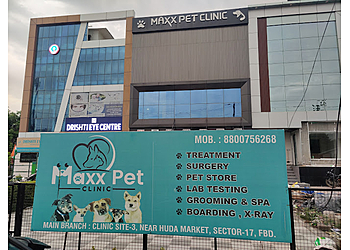 MAXX PET CLINIC
DRISHTI EYE CENTRE
MOB. : 8800756268
Maxx Pet
CLINIC
TREATMENT
SURGERY
PET STORE
LAB TESTING
GROOMING & SPA
BOARDING, X-RAY
MAIN BRANCH : CLINIC SITE-3, NEAR HUDA MARKET, SECTOR-17, FBD.